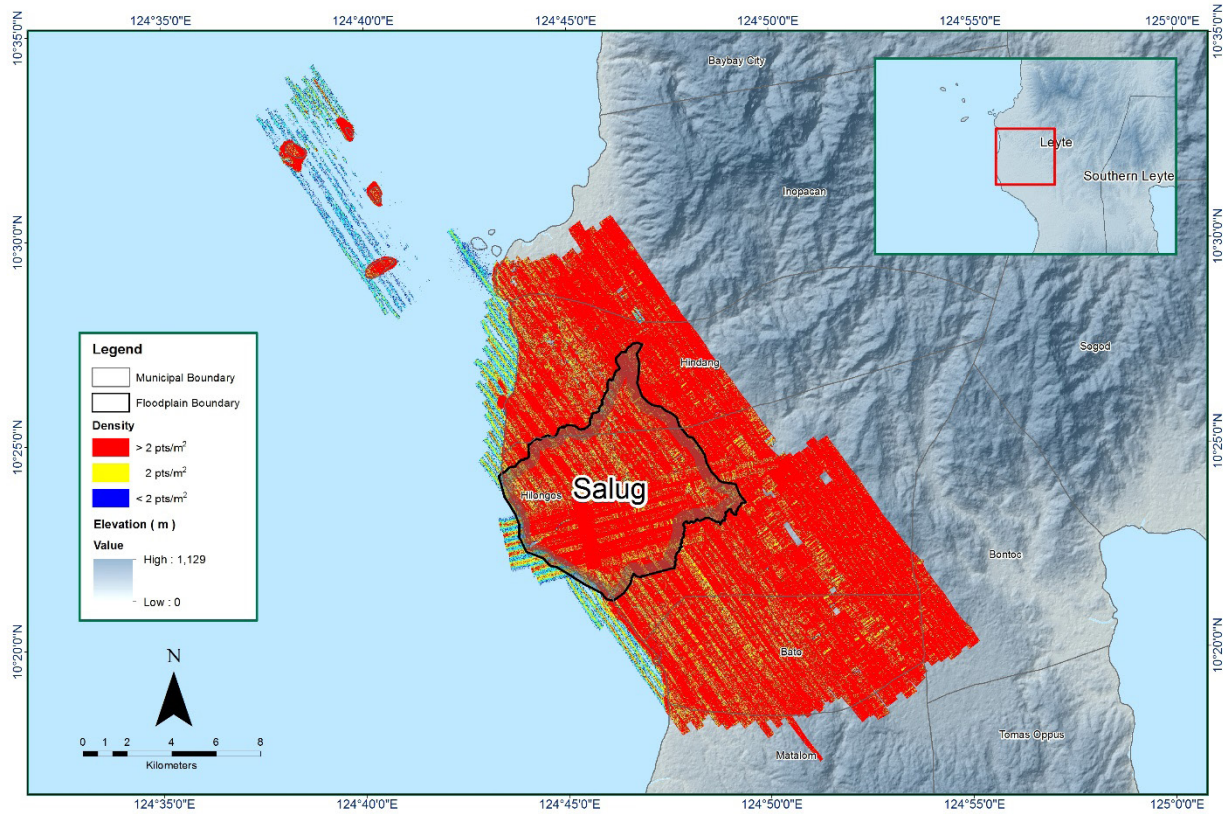 124°35'0"E 124°40'0"E 124°45'0"E 124°50'0"E 124°55'0"E 125°0'0"E
10°35'0"N 10°35'0"N
Baybay City
Leyte
Southern Leyte
Inopacan
10°30'0"N 10°30'0"N
Legend
Municipal Boundary
Floodplain Boundary
Density
> 2 pts/m²
2 pts/m²
< 2 pts/m²
Elevation ( m )
Value
High : 1,129
Low : 0
Sogod
Hindang
10°25'0"N 10°25'0"N
Hilongos
Salug
Bontoc
10°20'0"N 10°20'0"N
Bato
Tomas Oppus
Matalom
N
0 1 2 4 6 8
Kilometers
124°35'0"E 124°40'0"E 124°45'0"E 124°50'0"E 124°55'0"E 125°0'0"E